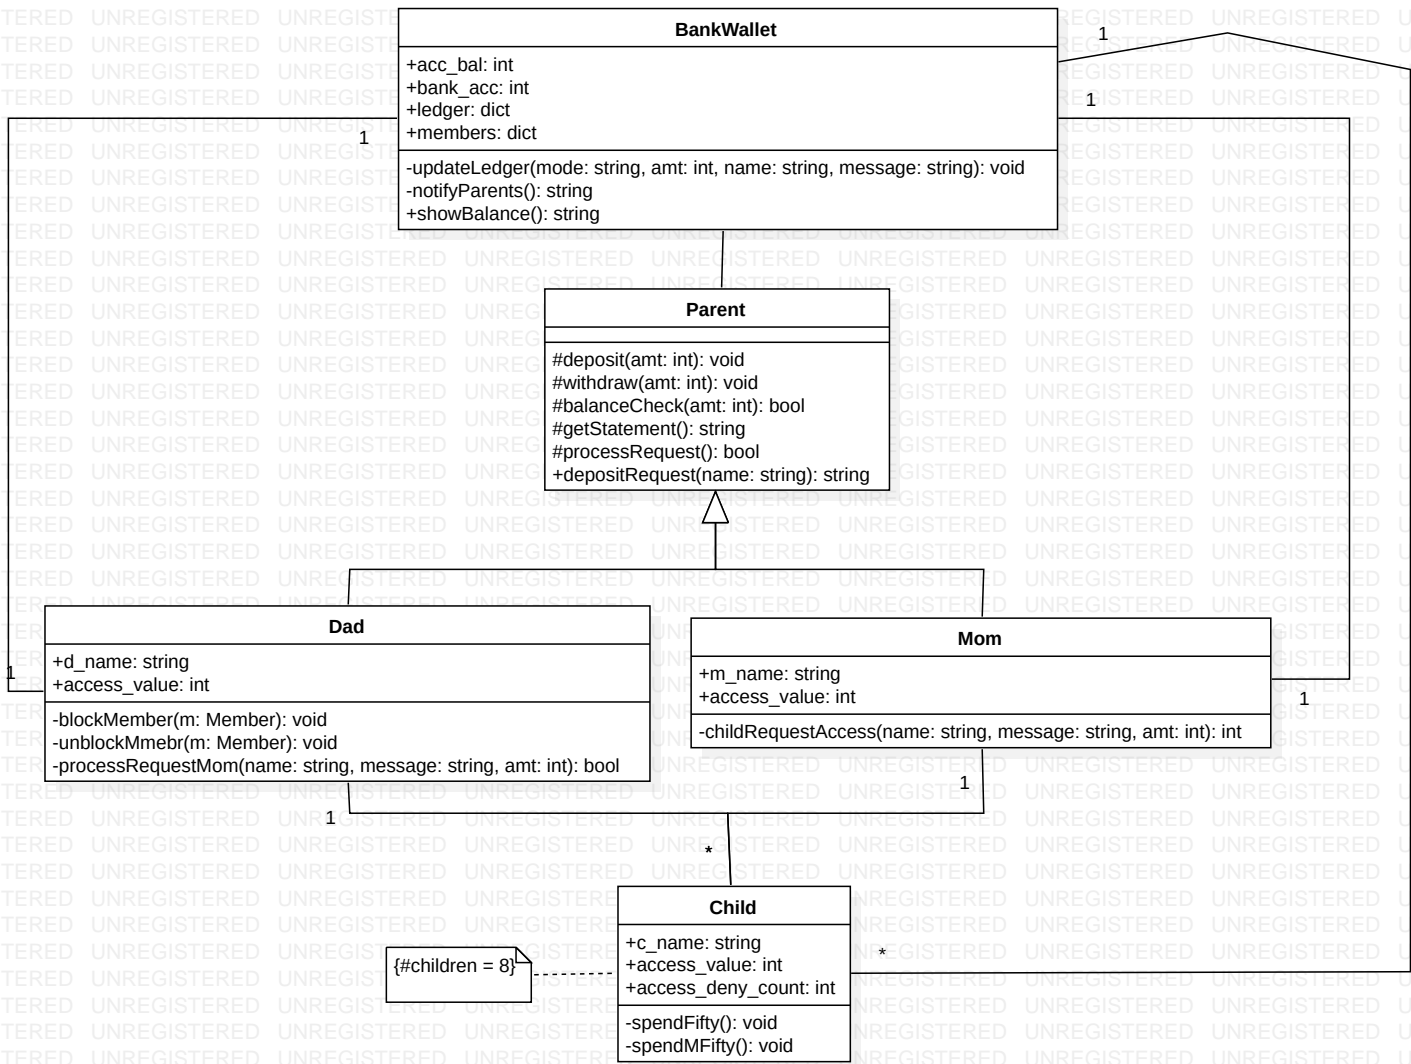 BankWallet
+acc_bal: int
+bank_acc: int
+ledger: dict
+members: dict
-updateLedger(mode: string, amt: int, name: string, message: string): void
-notifyParents(): string
+showBalance(): string
1
1
1
Parent
#deposit(amt: int): void
#withdraw(amt: int): void
#balanceCheck(amt: int): bool
#getStatement(): string
#processRequest(): bool
+depositRequest(name: string): string
Dad
+d_name: string
+access_value: int
-blockMember(m: Member): void
-unblockMmebr(m: Member): void
-processRequestMom(name: string, message: string, amt: int): bool
1
Mom
+m_name: string
+access_value: int
-childRequestAccess(name: string, message: string, amt: int): int
1
1
1
*
Child
+c_name: string
+access_value: int
+access_deny_count: int
-spendFifty(): void
-spendMFifty(): void
*
{#children = 8}
UNREGISTERED